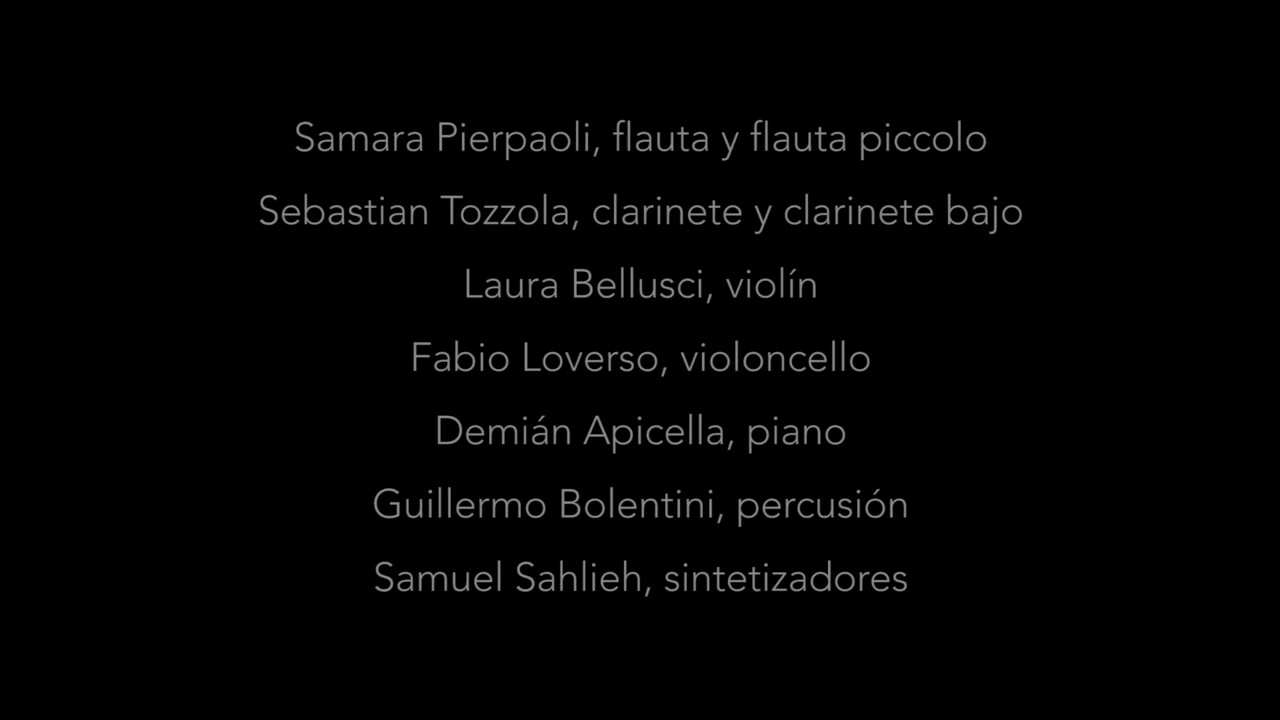 Samara Pierpaoli, flauta y flauta piccolo
Sebastian Tozzola, clarinete y clarinete bajo
Laura Bellusci, violín
Fabio Loverso, violoncello
Demián Apicella, piano
Guillermo Bolentini, percusión
Samuel Sahlieh, sintetizadores